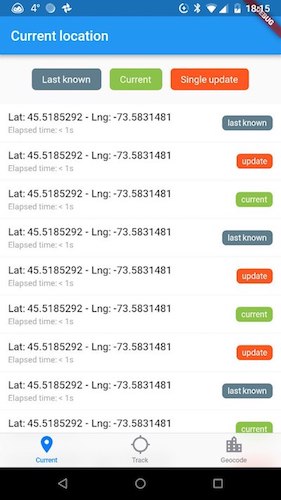 4°
18:15
DEBUG
Current location
Last known
Current
Single update
Lat: 45.5185292 - Lng: -73.5831481
Elapsed time: < 1s
last known
Lat: 45.5185292 - Lng: -73.5831481
Elapsed time: < 1s
update
Lat: 45.5185292 - Lng: -73.5831481
Elapsed time: < 1s
current
Lat: 45.5185292 - Lng: -73.5831481
Elapsed time: < 1s
last known
Lat: 45.5185292 - Lng: -73.5831481
Elapsed time: < 1s
update
Lat: 45.5185292 - Lng: -73.5831481
Elapsed time: < 1s
current
Lat: 45.5185292 - Lng: -73.5831481
Elapsed time: < 1s
update
Lat: 45.5185292 - Lng: -73.5831481
Elapsed time: < 1s
last known
Lat: 45.5185292 - Lng: -73.5831481
current
Current
Track
Geocode